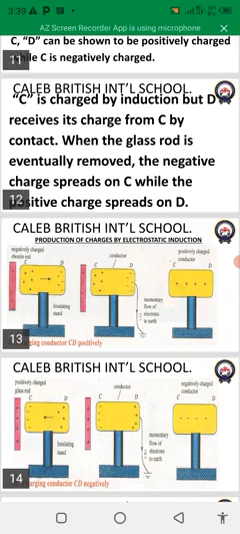 3:39
AZ Screen Recorder App is using microphone
C, "D" can be shown to be positively charged
while C is negatively charged.
11
CALEB BRITISH INT'L SCHOOL.
"C" is charged by induction but D
receives its charge from C by
contact. When the glass rod is
eventually removed, the negative
charge spreads on C while the
positive charge spreads on D.
12
CALEB BRITISH INT'L SCHOOL.
PRODUCTION OF CHARGES BY ELECTROSTATIC INDUCTION
negatively charged
ebonite rod
C D
conductor
C D
positively charged
conductor
Insulating
stand
momentary
flow of
electrons
to earth
13
rging conductor CD positively
CALEB BRITISH INT'L SCHOOL.
positively charged
glass rod
C D
conductor
C D
negatively charged
conductor
Insulating
stand
momentary
flow of
electrons
to earth
14
arging conductor CD negatively